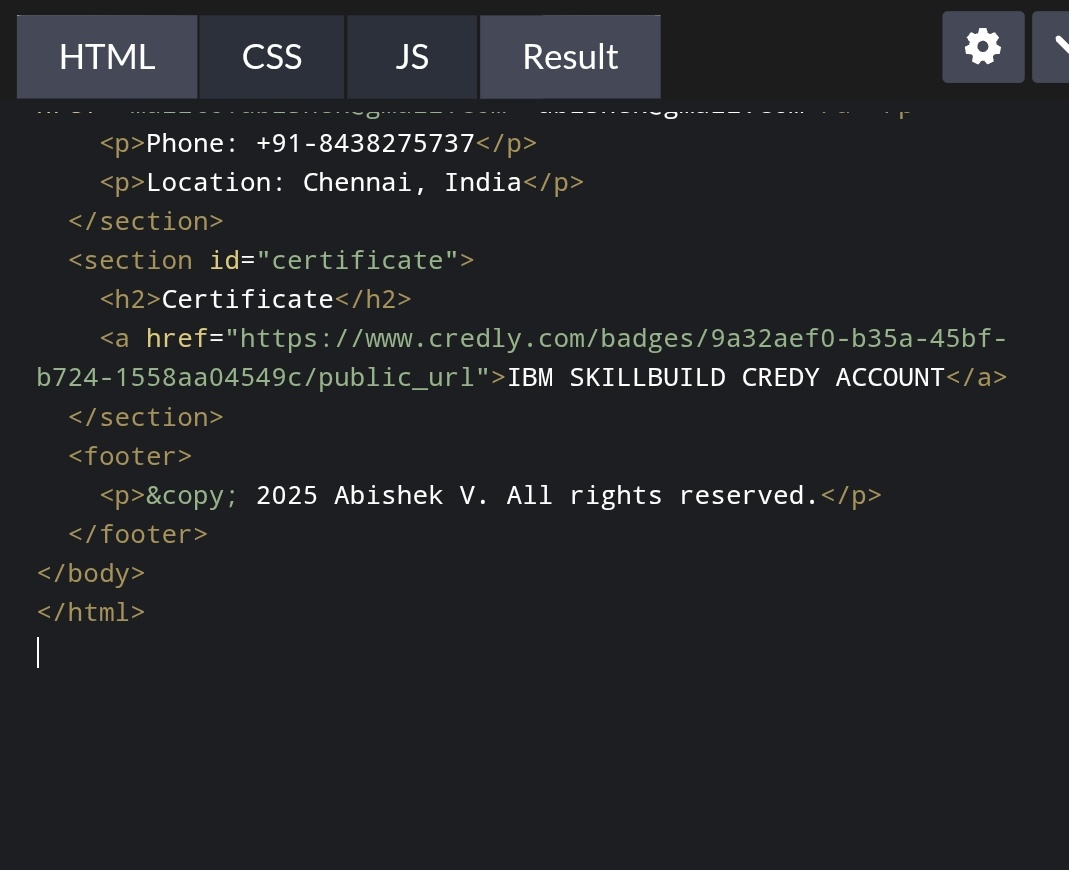 HTML CSS JS Result
<p>Phone: +91-8438275737</p>
<p>Location: Chennai, India</p>
</section>
<section id="certificate">
<h2>Certificate</h2>
<a href="https://www.credly.com/badges/9a32aef0-b35a-45bf-
b724-1558aa04549c/public_url">IBM SKILLBUILD CREDY ACCOUNT</a>
</section>
<footer>
<p>&copy; 2025 Abishek V. All rights reserved.</p>
</footer>
</body>
</html>